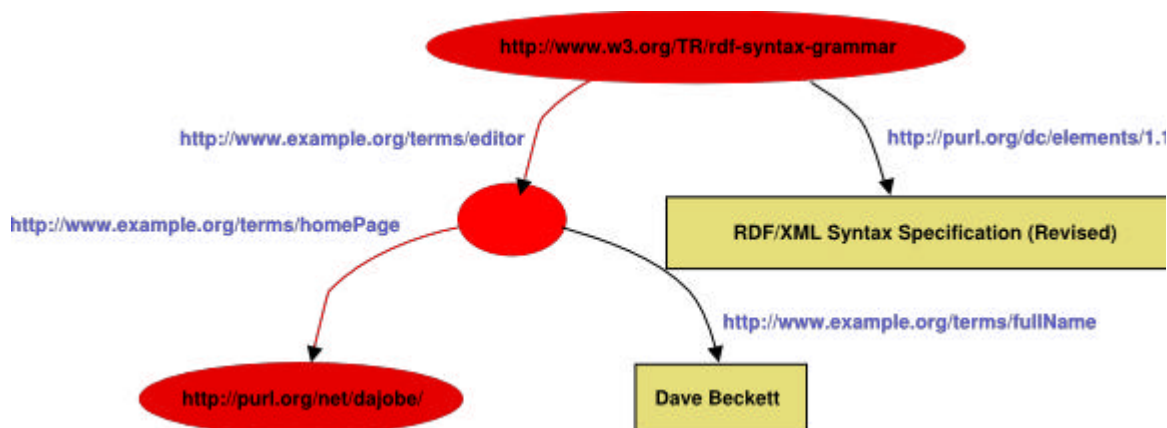 http://www.w3.org/TR/rdf-syntax-grammar
http://www.example.org/terms/editor
http://purl.org/dc/elements/1.1
http://www.example.org/terms/homePage
RDF/XML Syntax Specification (Revised)
http://www.example.org/terms/fullName
http://purl.org/net/dajobe/
Dave Beckett